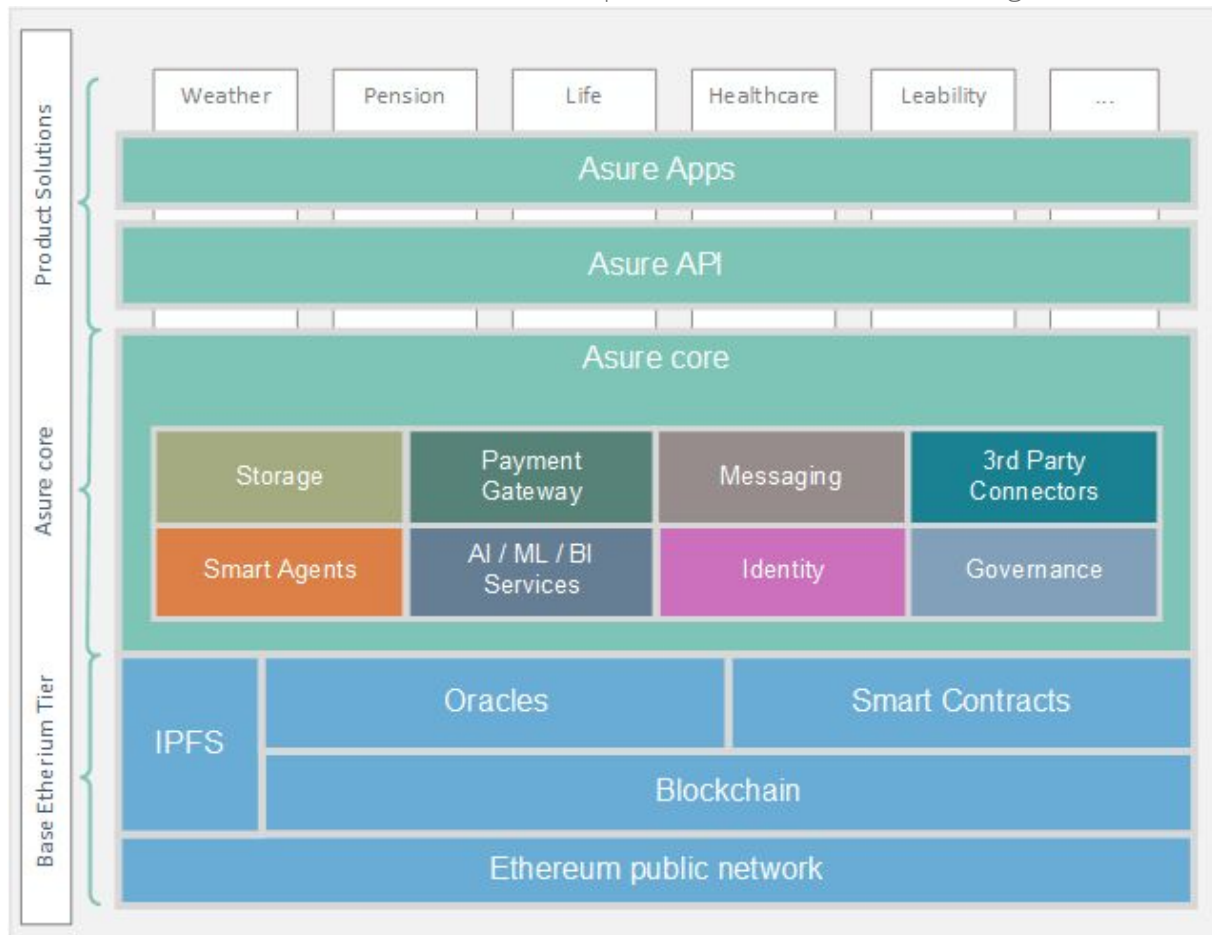 Product Solutions
Weather
Pension
Life
Healthcare
Leability
...
Asure Apps
Asure API
Asure core
Asure core
Storage
Payment
Gateway
Messaging
3rd Party
Connectors
Smart Agents
AI / ML / BI
Services
Identity
Governance
Base Etherium Tier
IPFS
Oracles
Smart Contracts
Blockchain
Ethereum public network